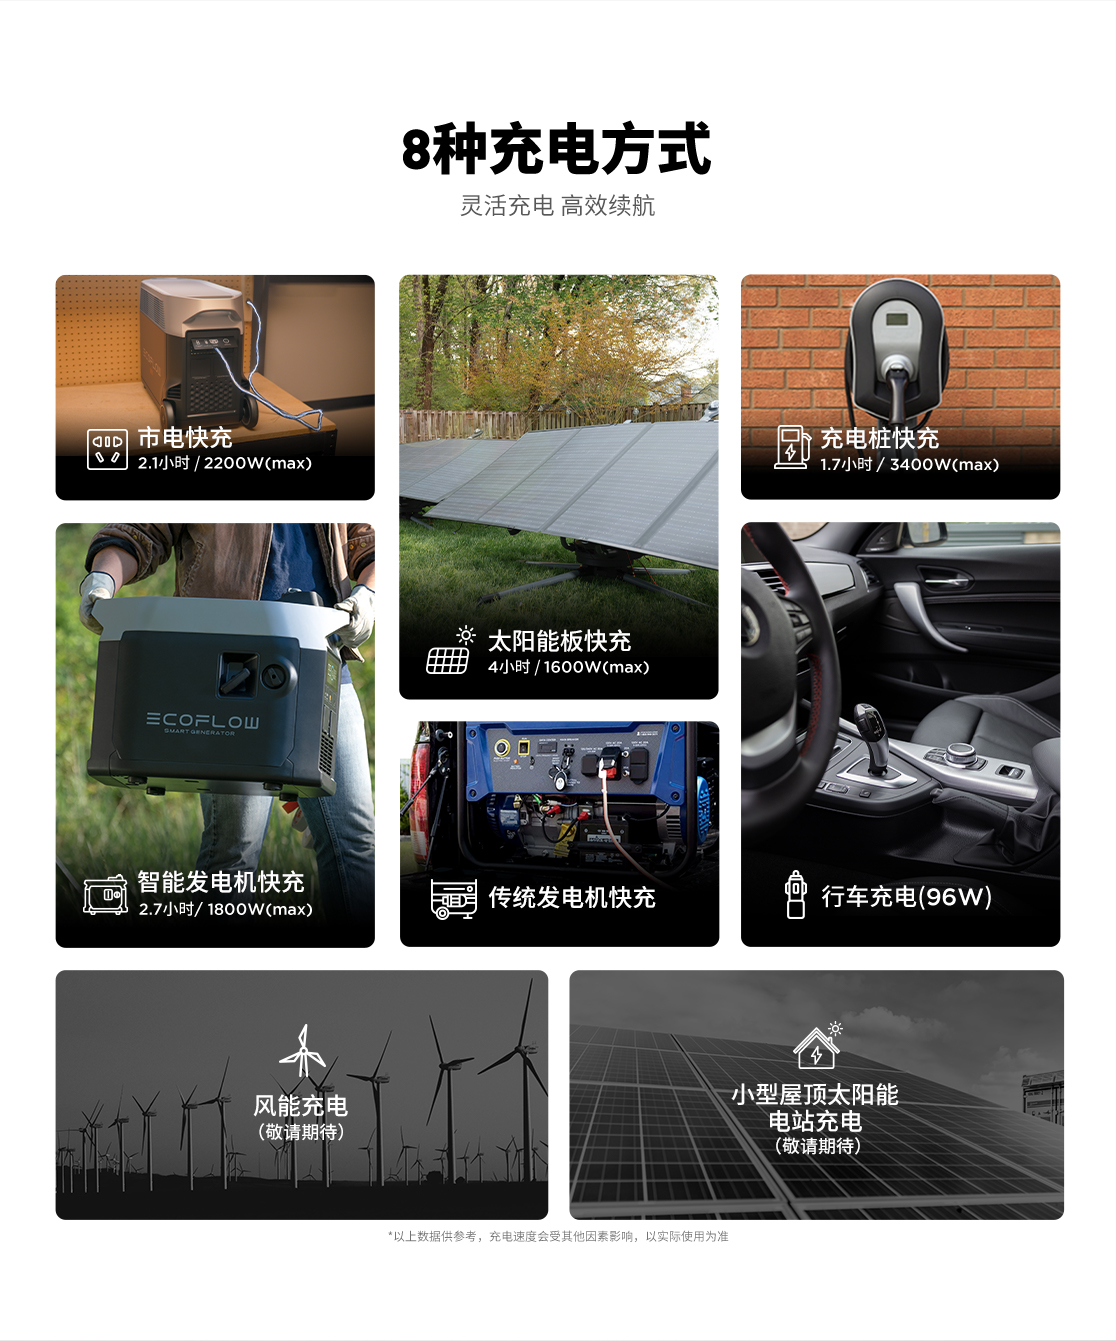 8种充电方式
灵活充电 高效续航
市电快充
2.1小时 / 2200W(max)
太阳能板快充
4小时 / 1600W(max)
充电桩快充
1.7小时 / 3400W(max)
ECOFLOW
SMART GENERATOR
智能发电机快充
2.7小时/ 1800W(max)
传统发电机快充
行车充电(96W)
风能充电
（敬请期待）
小型屋顶太阳能
电站充电
（敬请期待）
*以上数据供参考，充电速度会受其他因素影响，以实际使用为准